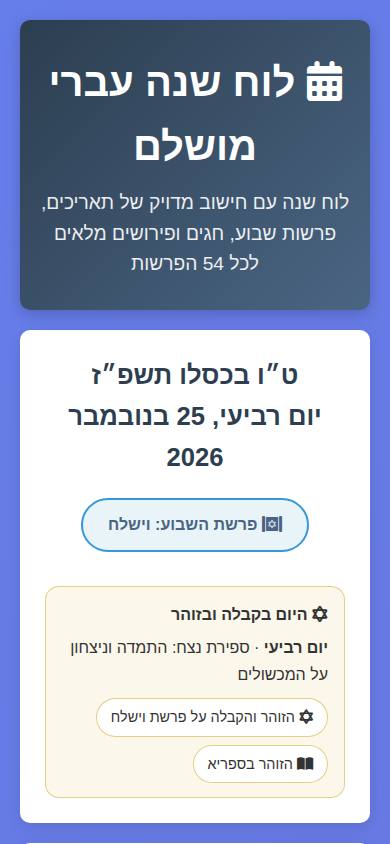 לוח שנה עברי
מושלם
לוח שנה עם חישוב מדויק של תאריכים,
פרשות שבוע, חגים ופירושים מלאים
לכל 54 הפרשות
ט״ו בכסלו תשפ״ז
יום רביעי, 25 בנובמבר
2026
פרשת השבוע: וישלח
היום בקבלה ובזוהר
יום רביעי · ספירת נצח: התמדה וניצחון
על המכשולים
הזוהר והקבלה על פרשת וישלח
הזוהר בספריא